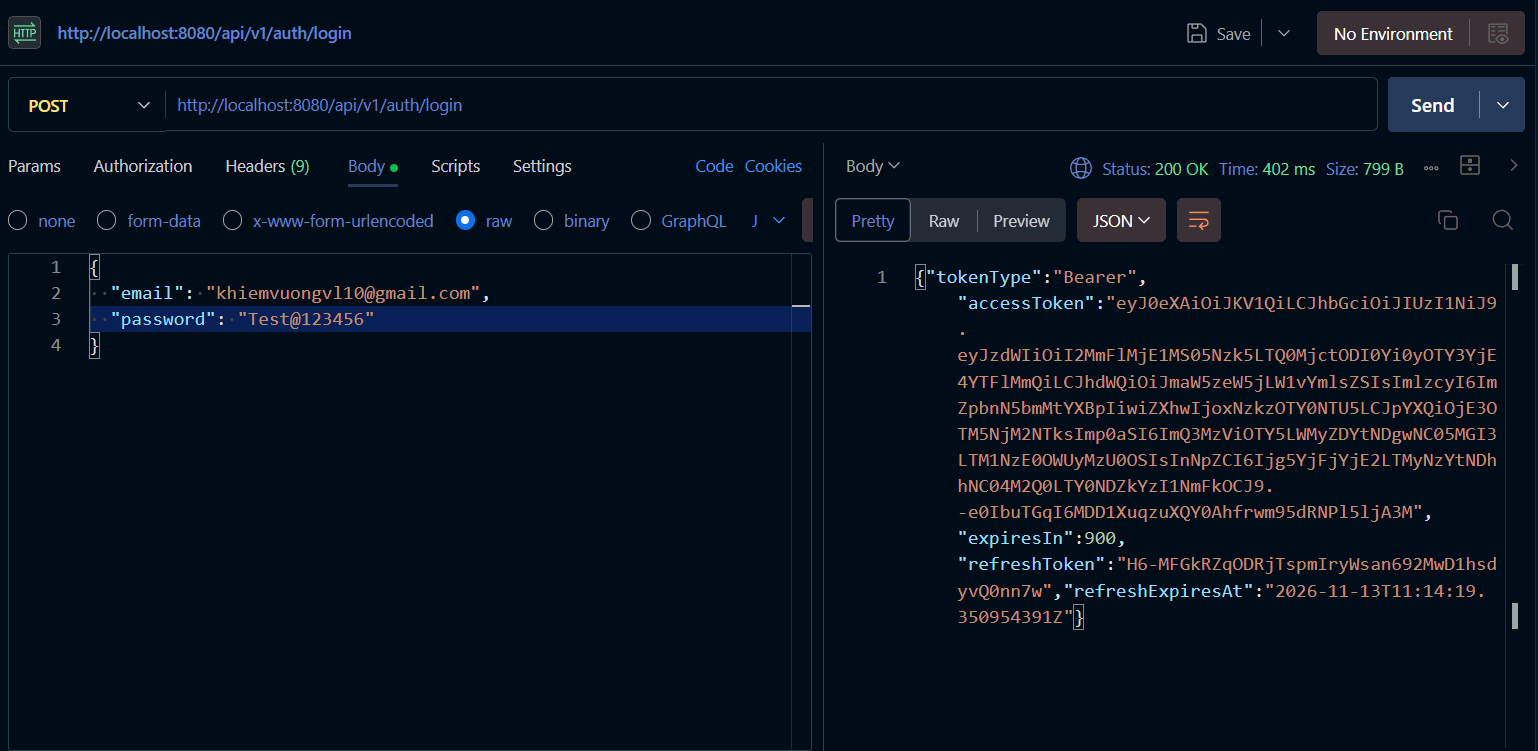 HTTP http://localhost:8080/api/v1/auth/login Save No Environment
POST http://localhost:8080/api/v1/auth/login Send
Params Authorization Headers (9) Body Scripts Settings Code Cookies
none form-data x-www-form-urlencoded raw binary GraphQL J
1 {
2 "email": "khiemvuongvl10@gmail.com",
3 "password": "Test@123456"
4 }
Body Status: 200 OK Time: 402 ms Size: 799 B
Pretty Raw Preview JSON
1 {"tokenType":"Bearer",
"accessToken":"eyJ0eXAiOiJKV1QiLCJhbGciOiJIUzI1NiJ9
.
eyJzdWIiOiI2MmFlMjE1MS05Nzk5LTQ0MjctODI0Yi0yOTY3YjE
4YTFlMmQiLCJhdWQiOiJmaW5zeW5jLW1vYmlsZSIsImlzcyI6Im
ZpbnN5bmMtYXBpIiwiZXhwIjoxNzkzOTY0NTU5LCJpYXQiOjE3O
TM5NjM2NTksImp0aSI6ImQ3MzViOTY5LWMyZDYtNDgwNC05MGI3
LTM1NzE0OWUyMzU0OSIsInNpZCI6Ijg5YjFjYjE2LTMyNzYtNDh
hNC04M2Q0LTY0NDZkYzI1NmFkOCJ9.
-e0IbuTGqI6MDD1XuqzuXQY0Ahfrwm95dRNPl5ljA3M",
"expiresIn":900,
"refreshToken":"H6-MFGkRZqODRjTspmIryWsan692MwD1hsd
yvQ0nn7w","refreshExpiresAt":"2026-11-13T11:14:19.
350954391Z"}